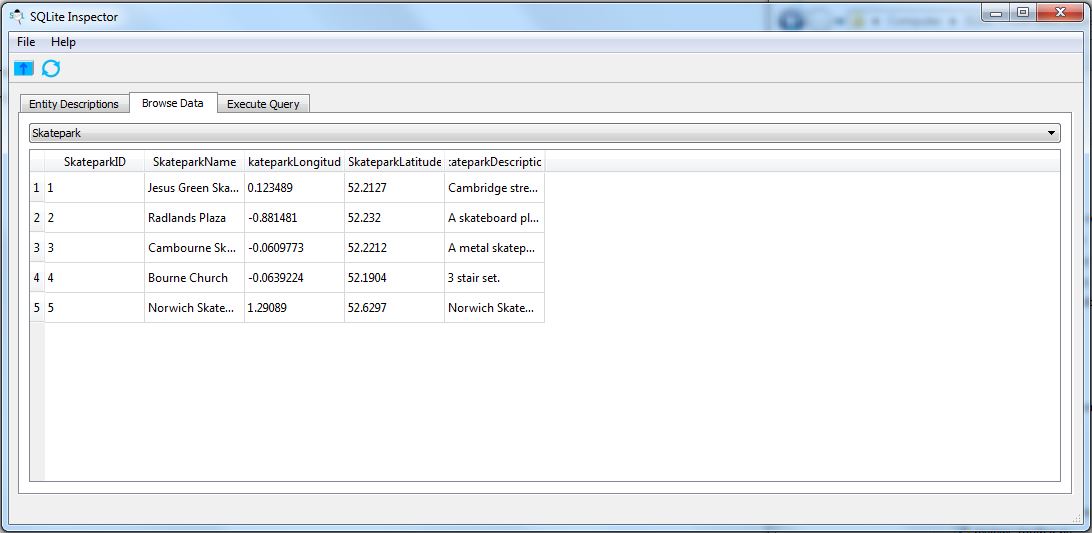 SQLite Inspector
File Help
Entity Descriptions Browse Data Execute Query
Skatepark
SkateparkID SkateparkName kateparkLongitud SkateparkLatitude kateparkDescriptic
1 1 Jesus Green Ska... 0.123489 52.2127 Cambridge stre...
2 2 Radlands Plaza -0.881481 52.232 A skateboard pl...
3 3 Cambourne Sk... -0.0609773 52.2212 A metal skatep...
4 4 Bourne Church -0.0639224 52.1904 3 stair set.
5 5 Norwich Skate... 1.29089 52.6297 Norwich Skate...